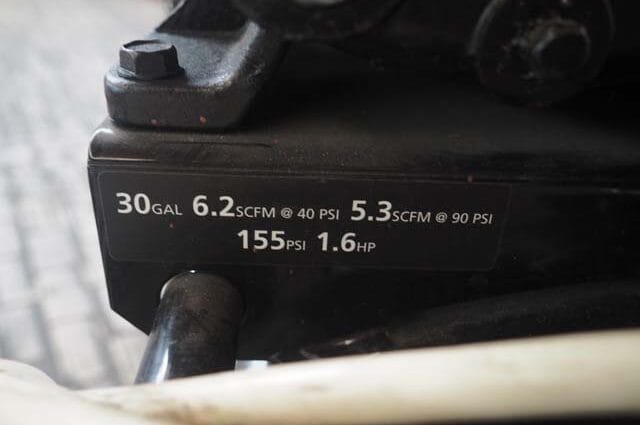 30GAL 6.2SCFM @ 40 PSI 5.3SCFM @ 90 PSI
155PSI 1.6HP